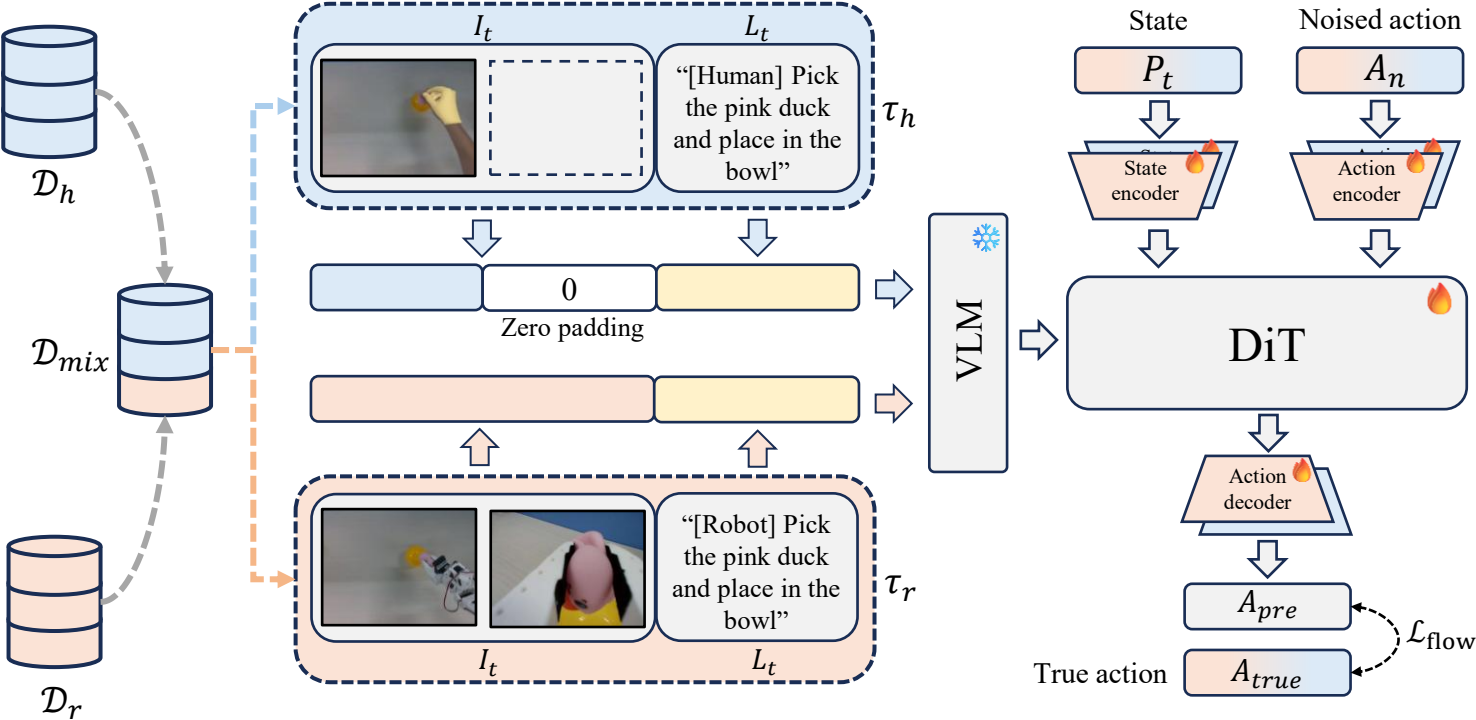 I_t
L_t
State
Noised action
“[Human] Pick
the pink duck
and place in the
bowl”
τ_h
P_t
A_n
State
encoder
Action
encoder
𝒟_h
0
Zero padding
VLM
DiT
𝒟_mix
Action
decoder
“[Robot] Pick
the pink duck
and place in the
bowl”
τ_r
I_t
L_t
A_pre
ℒ_flow
True action
A_true
𝒟_r